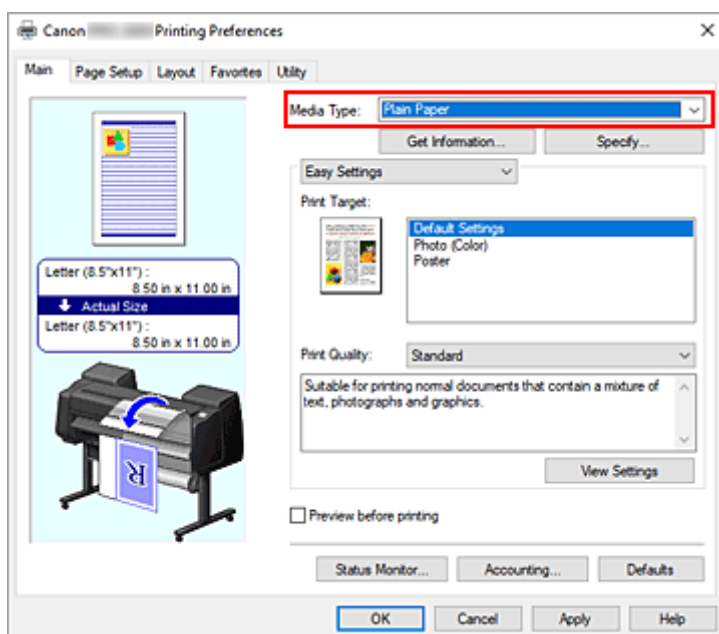 Canon Printing Preferences
Main Page Setup Layout Favorites Utility
Media Type: Plain Paper
Get Information... Specify...
Easy Settings
Print Target:
Default Settings
Photo (Color)
Poster
Letter (8.5"x11") :
8.50 in x 11.00 in
Actual Size
Letter (8.5"x11") :
8.50 in x 11.00 in
Print Quality: Standard
Suitable for printing normal documents that contain a mixture of
text, photographs and graphics.
R
View Settings
Preview before printing
Status Monitor... Accounting... Defaults
OK Cancel Apply Help